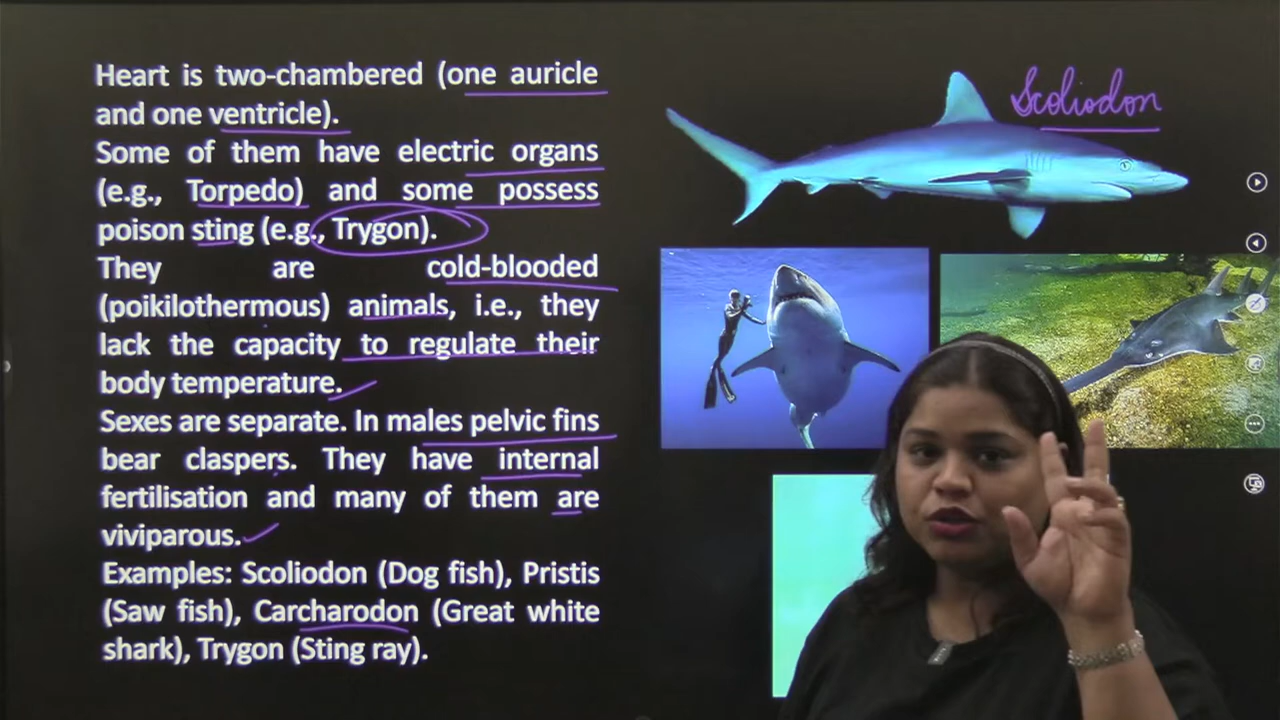 Heart is two-chambered (one auricle
and one ventricle).
Some of them have electric organs
(e.g., Torpedo) and some possess
poison sting (e.g., Trygon).
They are cold-blooded
(poikilothermous) animals, i.e., they
lack the capacity to regulate their
body temperature.
Sexes are separate. In males pelvic fins
bear claspers. They have internal
fertilisation and many of them are
viviparous.
Examples: Scoliodon (Dog fish), Pristis
(Saw fish), Carcharodon (Great white
shark), Trygon (Sting ray).
Scoliodon